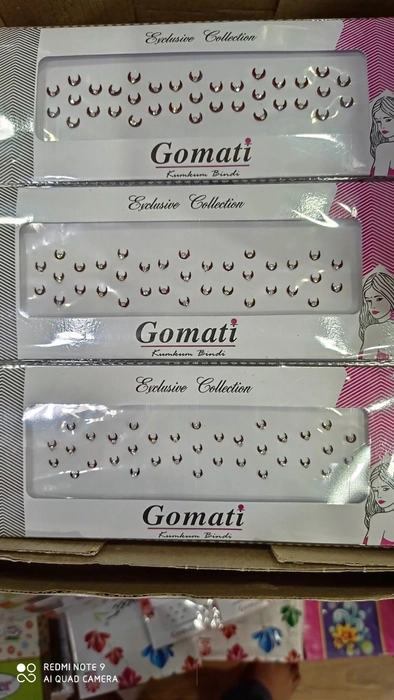 Exclusive Collection
Gomati
Kumkum Bindi
Exclusive Collection
Gomati
Kumkum Bindi
Exclusive Collection
Gomati
Kumkum Bindi
REDMI NOTE 9
AI QUAD CAMERA